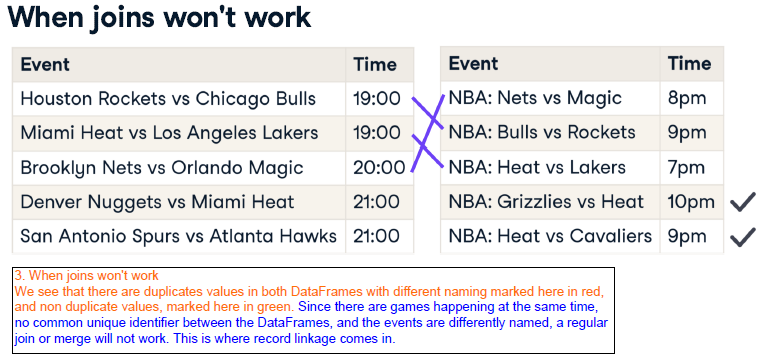 When joins won't work
Event Time
Houston Rockets vs Chicago Bulls 19:00
Miami Heat vs Los Angeles Lakers 19:00
Brooklyn Nets vs Orlando Magic 20:00
Denver Nuggets vs Miami Heat 21:00
San Antonio Spurs vs Atlanta Hawks 21:00
Event Time
NBA: Nets vs Magic 8pm
NBA: Bulls vs Rockets 9pm
NBA: Heat vs Lakers 7pm
NBA: Grizzlies vs Heat 10pm
NBA: Heat vs Cavaliers 9pm
3. When joins won't work
We see that there are duplicates values in both DataFrames with different naming marked here in red,
and non duplicate values, marked here in green. Since there are games happening at the same time,
no common unique identifier between the DataFrames, and the events are differently named, a regular
join or merge will not work. This is where record linkage comes in.